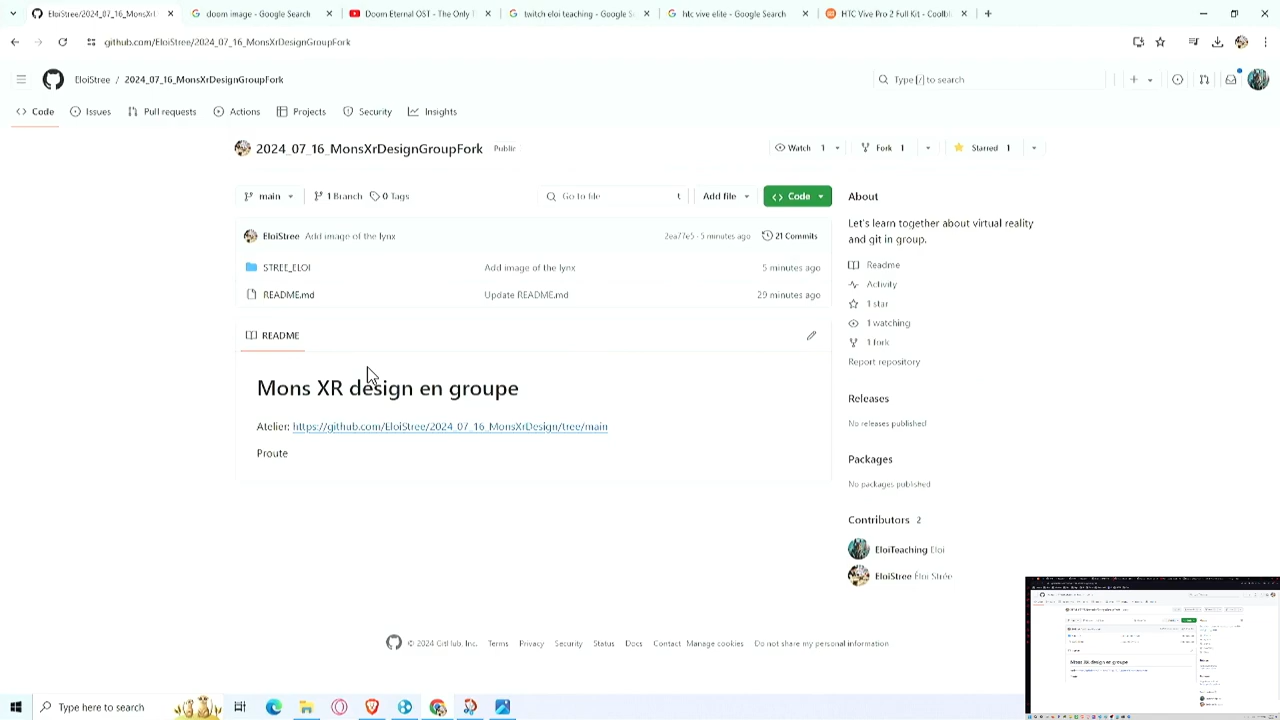 EloiStree/2024_07_16_MonsXrD
doom image - Google Search
Doom Eternal OST - The Only T
twitch eloi teaching - Google S
htc vive elite - Google Search
HTC Vive Pro 2 Full Kit - Coolbl
github.com/EloiStree/2024_07_16_MonsXrDesignGroupFork
EloiStree / 2024_07_16_MonsXrDesignGroupFork
Type [/] to search
Code
Issues
Pull requests
Actions
Projects
Security
Insights
2024_07_16_MonsXrDesignGroupFork
Public
Watch 1
Fork 1
Starred 1
main
1 Branch
0 Tags
Go to file
t
Add file
Code
EloiStree Add image of the lynx
2ea77e5 · 5 minutes ago
21 Commits
STREE_ELOI
Add image of the lynx
5 minutes ago
README.md
Update README.md
29 minutes ago
README
Mons XR design en groupe
Atelier: https://github.com/EloiStree/2024_07_16_MonsXrDesign/tree/main
Proute
About
Let's learn together about virtual reality
and git in group.
Readme
Activity
1 star
1 watching
1 fork
Report repository
Releases
No releases published
Packages
No packages published
Contributors 2
EloiTeaching Eloi
EloiStree Éloi Strée
© 2024 GitHub, Inc.
Privacy
Security
Status
Contact
Manage cookies
Do not share my personal information
Type here to search
Mons XR design en groupe